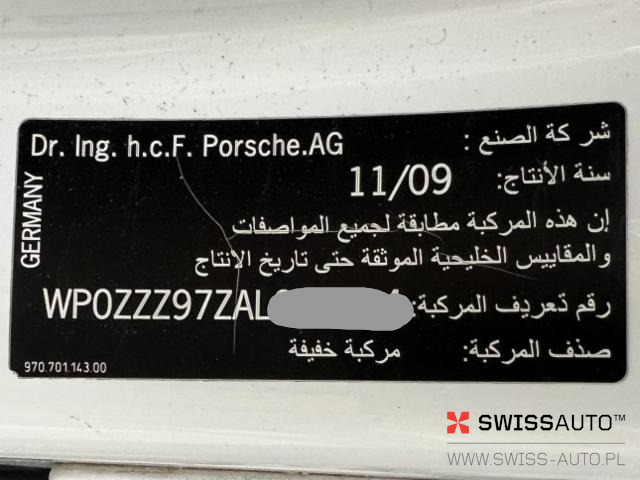 Dr. Ing. h.c.F. Porsche.AG
شركة الصنع :
11/09
سنة الأنتاج:
إن هذه المركبة مطابقة لجميع المواصفات
والمقاييس الخليجية الموثقة حتى تاريخ الانتاج
WP0ZZZ97ZAL
رقم تعريف المركبة:
صذف المركبة: مركبة خفيفة
GERMANY
970.701.143.00
SWISSAUTO™
WWW.SWISS-AUTO.PL